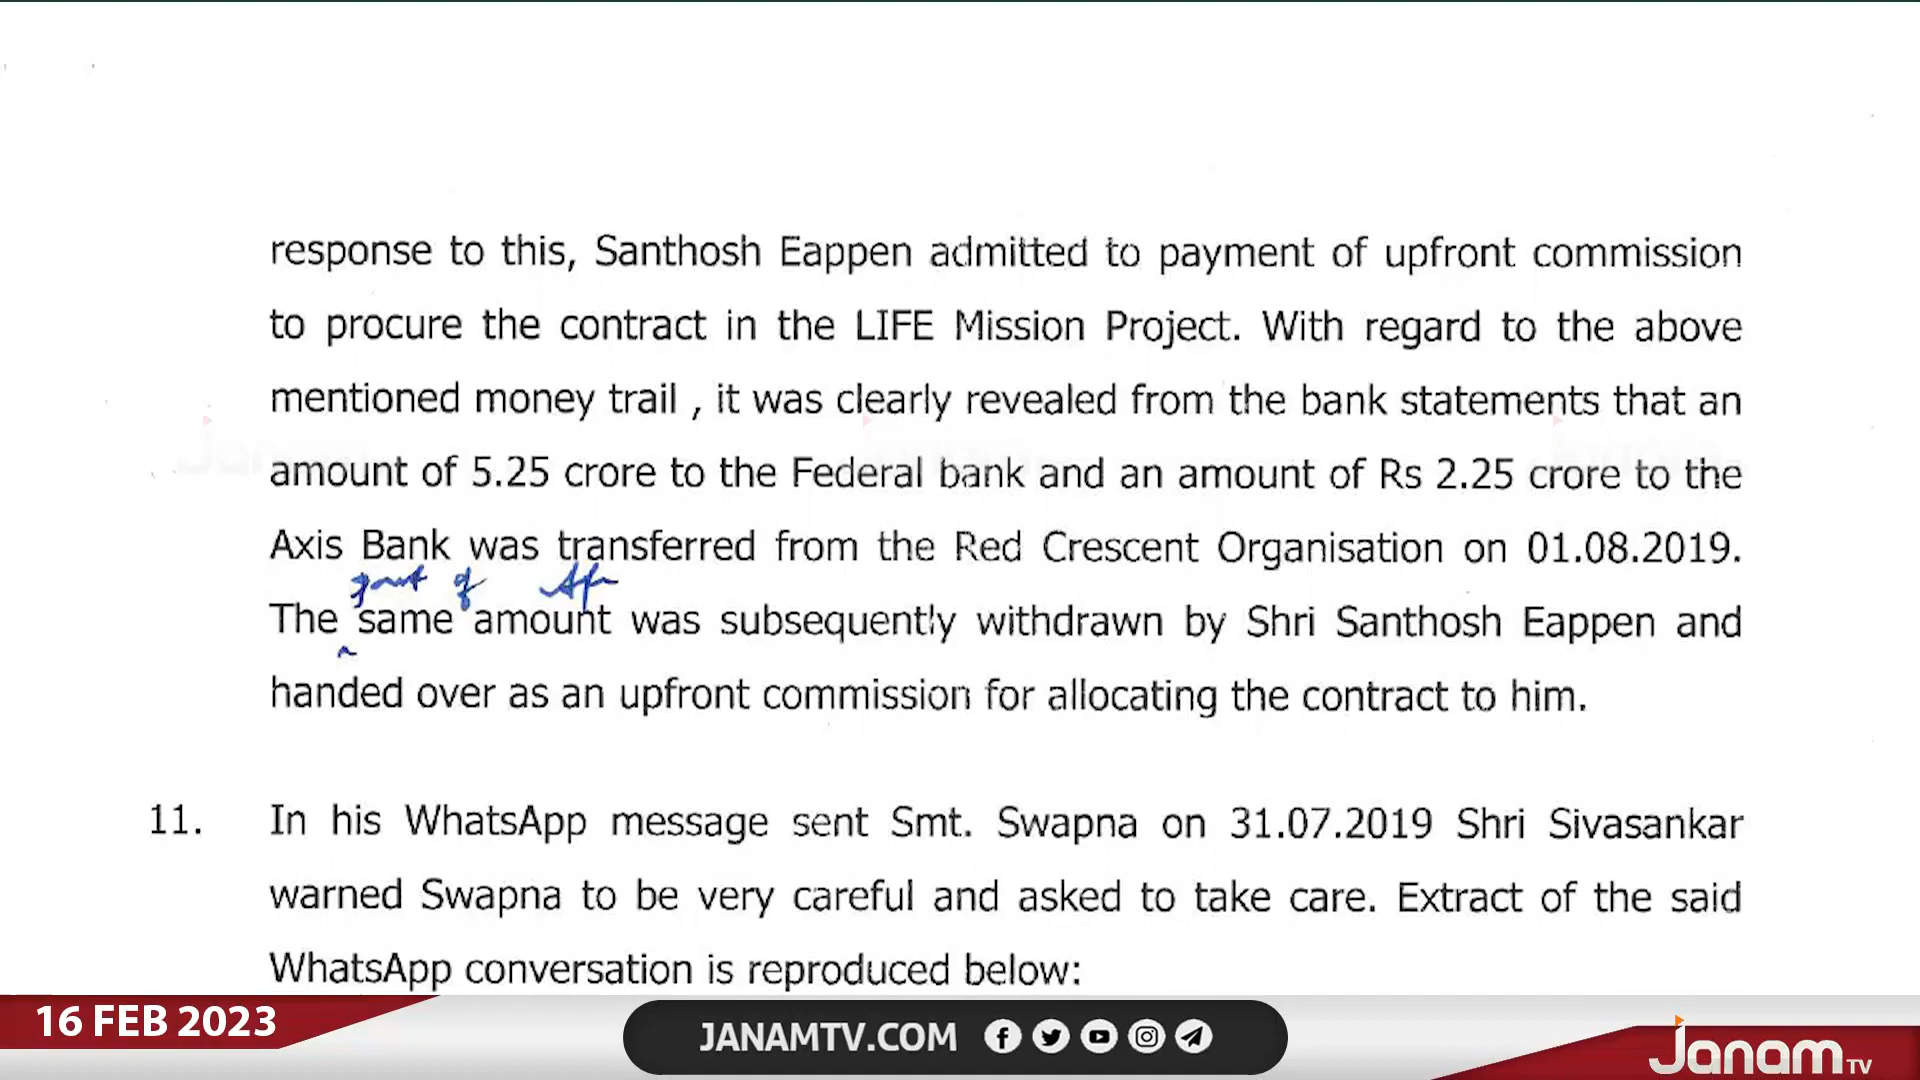 response to this, Santhosh Eappen admitted to payment of upfront commission
to procure the contract in the LIFE Mission Project. With regard to the above
mentioned money trail , it was clearly revealed from the bank statements that an
amount of 5.25 crore to the Federal bank and an amount of Rs 2.25 crore to the
Axis Bank was transferred from the Red Crescent Organisation on 01.08.2019.
part of
The same amount was subsequently withdrawn by Shri Santhosh Eappen and
handed over as an upfront commission for allocating the contract to him.
11. In his WhatsApp message sent Smt. Swapna on 31.07.2019 Shri Sivasankar
warned Swapna to be very careful and asked to take care. Extract of the said
WhatsApp conversation is reproduced below:
16 FEB 2023
JANAMTV.COM
Janam TV